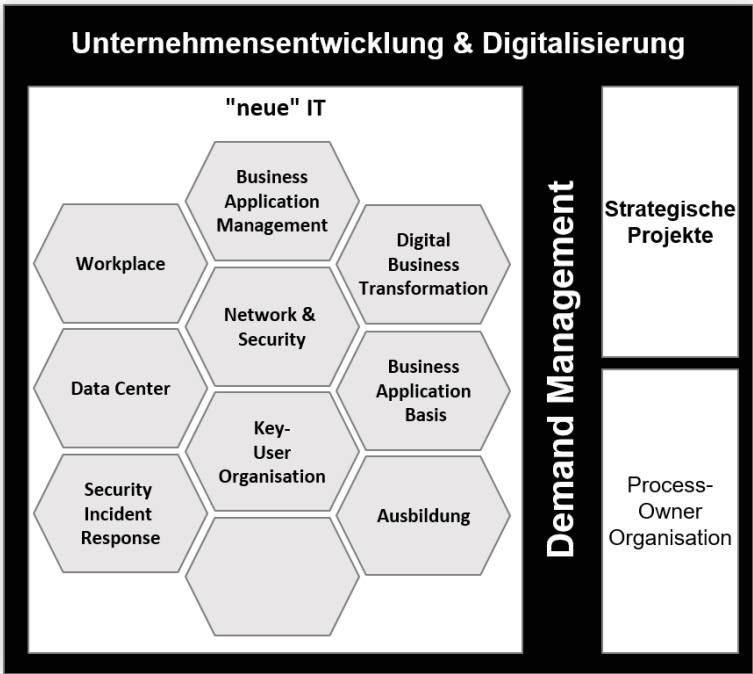 Unternehmensentwicklung & Digitalisierung
"neue" IT
Business
Application
Management
Workplace
Digital
Business
Transformation
Network &
Security
Data Center
Business
Application
Basis
Key-
User
Organisation
Security
Incident
Response
Ausbildung
Demand Management
Strategische
Projekte
Process-
Owner
Organisation